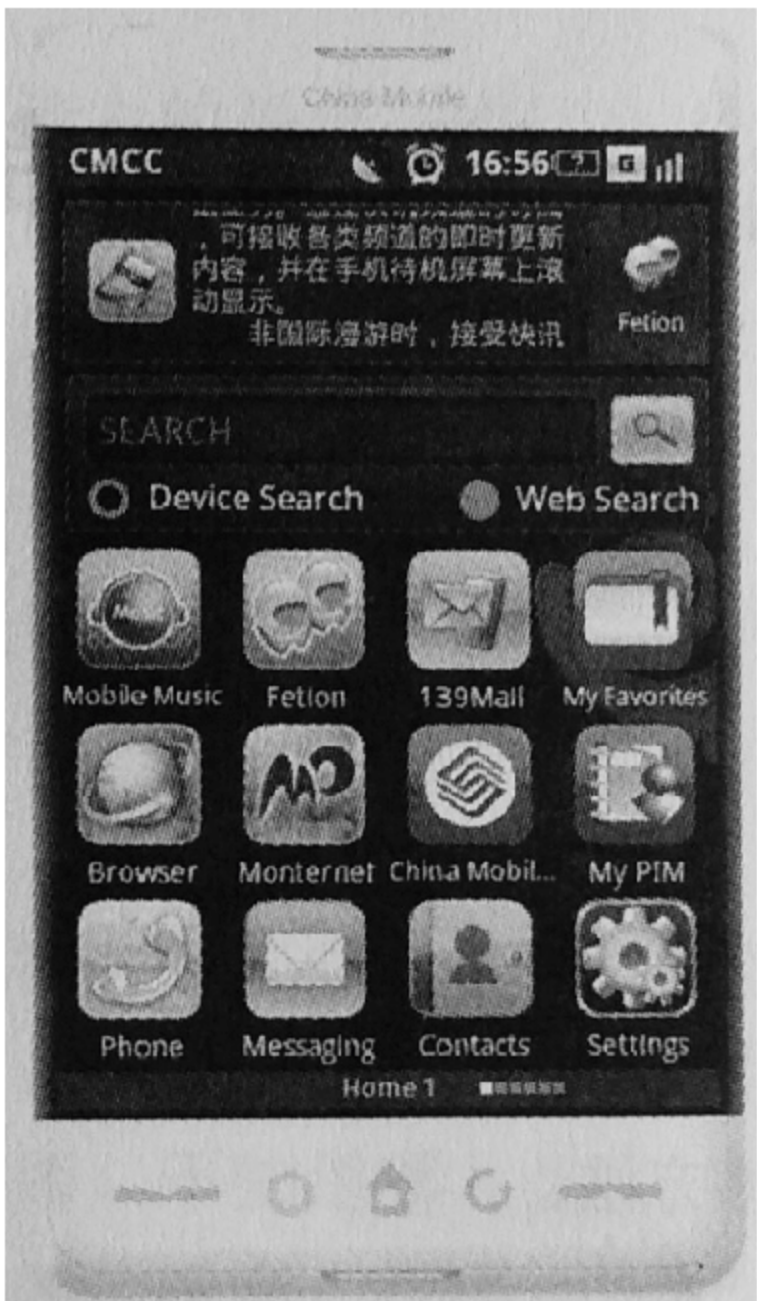 China Mobile
CMCC
16:56
G
,可接收各类频道的即时更新
内容,并在手机待机屏幕上滚
动显示。
非国际漫游时,接受快讯
Fetion
SEARCH
Device Search Web Search
Mobile Music Fetion 139Mail My Favorites
Browser Monternet China Mobil... My PIM
Phone Messaging Contacts Settings
Home 1